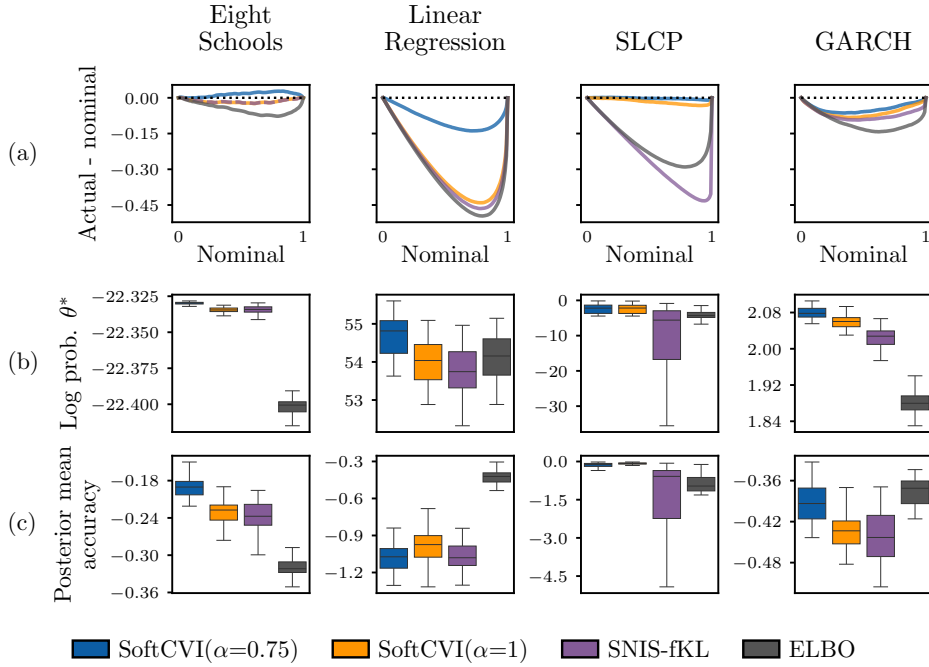 Eight
Schools
Linear
Regression
SLCP
GARCH
(a)
Actual - nominal
0.00
−0.15
−0.30
−0.45
0 1
0 1
0 1
0 1
Nominal
Nominal
Nominal
Nominal
(b)
Log prob. θ*
−22.325
−22.350
−22.375
−22.400
55
54
53
0
−10
−20
−30
2.08
2.00
1.92
1.84
(c)
Posterior mean
accuracy
−0.18
−0.24
−0.30
−0.36
−0.3
−0.6
−0.9
−1.2
0.0
−1.5
−3.0
−4.5
−0.36
−0.42
−0.48
SoftCVI(α=0.75) SoftCVI(α=1) SNIS-fKL ELBO